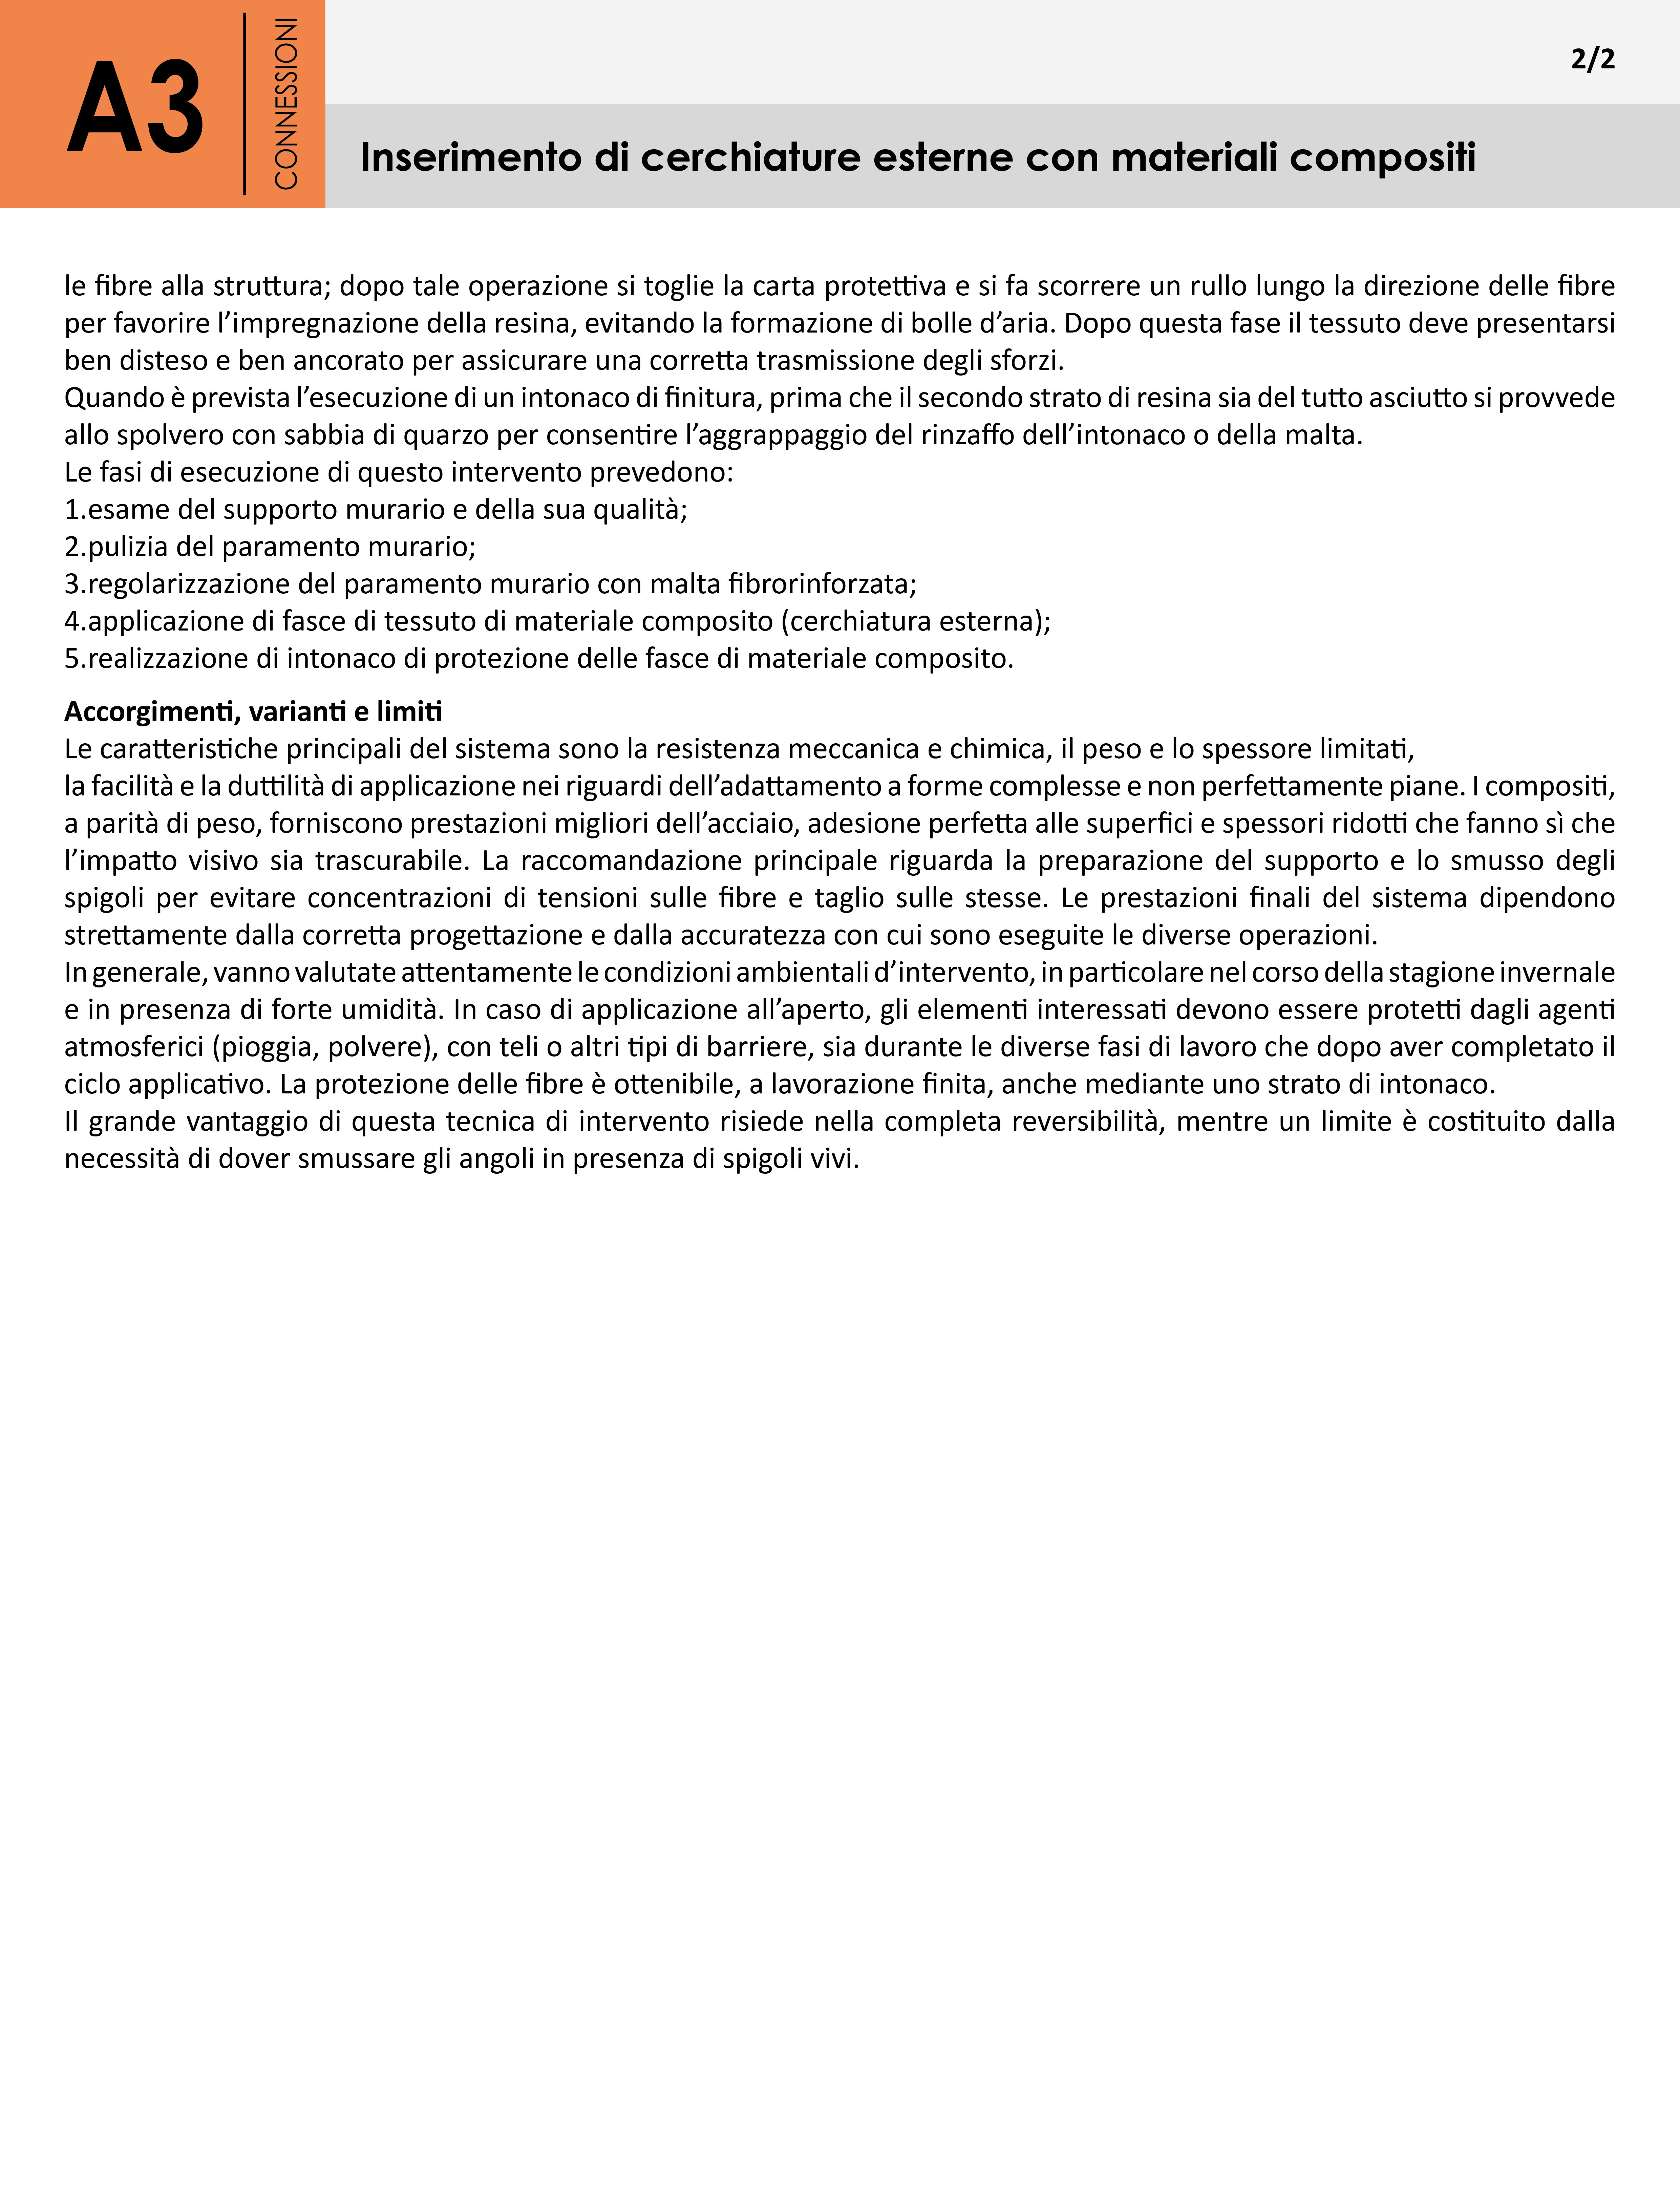 A3
CONNESSIONI
2/2
Inserimento di cerchiature esterne con materiali compositi
le fibre alla struttura; dopo tale operazione si toglie la carta protettiva e si fa scorrere un rullo lungo la direzione delle fibre
per favorire l’impregnazione della resina, evitando la formazione di bolle d’aria. Dopo questa fase il tessuto deve presentarsi
ben disteso e ben ancorato per assicurare una corretta trasmissione degli sforzi.
Quando è prevista l’esecuzione di un intonaco di finitura, prima che il secondo strato di resina sia del tutto asciutto si provvede
allo spolvero con sabbia di quarzo per consentire l’aggrappaggio del rinzaffo dell’intonaco o della malta.
Le fasi di esecuzione di questo intervento prevedono:
1.esame del supporto murario e della sua qualità;
2.pulizia del paramento murario;
3.regolarizzazione del paramento murario con malta fibrorinforzata;
4.applicazione di fasce di tessuto di materiale composito (cerchiatura esterna);
5.realizzazione di intonaco di protezione delle fasce di materiale composito.
Accorgimenti, varianti e limiti
Le caratteristiche principali del sistema sono la resistenza meccanica e chimica, il peso e lo spessore limitati,
la facilità e la duttilità di applicazione nei riguardi dell’adattamento a forme complesse e non perfettamente piane. I compositi,
a parità di peso, forniscono prestazioni migliori dell’acciaio, adesione perfetta alle superfici e spessori ridotti che fanno sì che
l’impatto visivo sia trascurabile. La raccomandazione principale riguarda la preparazione del supporto e lo smusso degli
spigoli per evitare concentrazioni di tensioni sulle fibre e taglio sulle stesse. Le prestazioni finali del sistema dipendono
strettamente dalla corretta progettazione e dalla accuratezza con cui sono eseguite le diverse operazioni.
In generale, vanno valutate attentamente le condizioni ambientali d’intervento, in particolare nel corso della stagione invernale
e in presenza di forte umidità. In caso di applicazione all’aperto, gli elementi interessati devono essere protetti dagli agenti
atmosferici (pioggia, polvere), con teli o altri tipi di barriere, sia durante le diverse fasi di lavoro che dopo aver completato il
ciclo applicativo. La protezione delle fibre è ottenibile, a lavorazione finita, anche mediante uno strato di intonaco.
Il grande vantaggio di questa tecnica di intervento risiede nella completa reversibilità, mentre un limite è costituito dalla
necessità di dover smussare gli angoli in presenza di spigoli vivi.